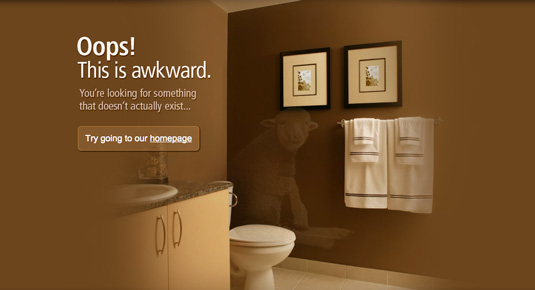 Oops!
This is awkward.
You're looking for something
that doesn't actually exist...
Try going to our homepage